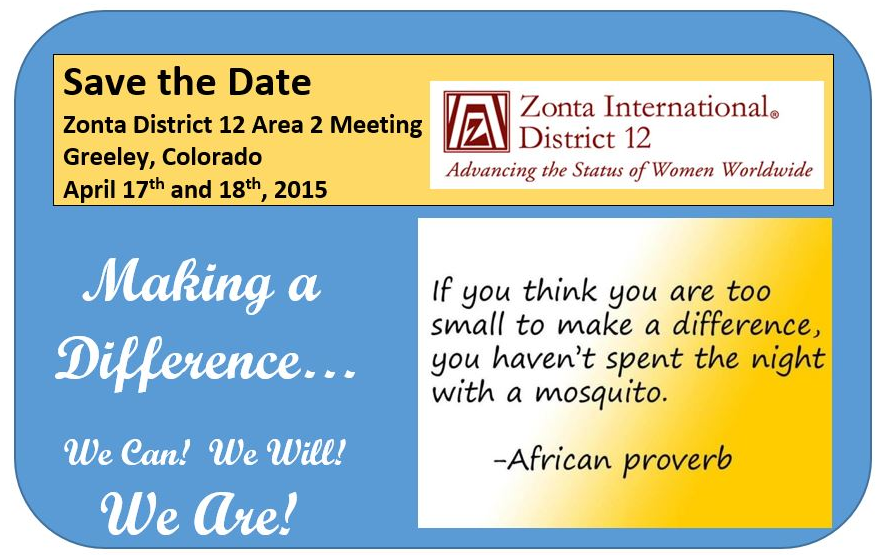 Save the Date
Zonta District 12 Area 2 Meeting
Greeley, Colorado
April 17th and 18th, 2015
Zonta International®
District 12
Advancing the Status of Women Worldwide
Making a
Difference...
We Can! We Will!
We Are!
If you think you are too
small to make a difference,
you haven't spent the night
with a mosquito.
-African proverb